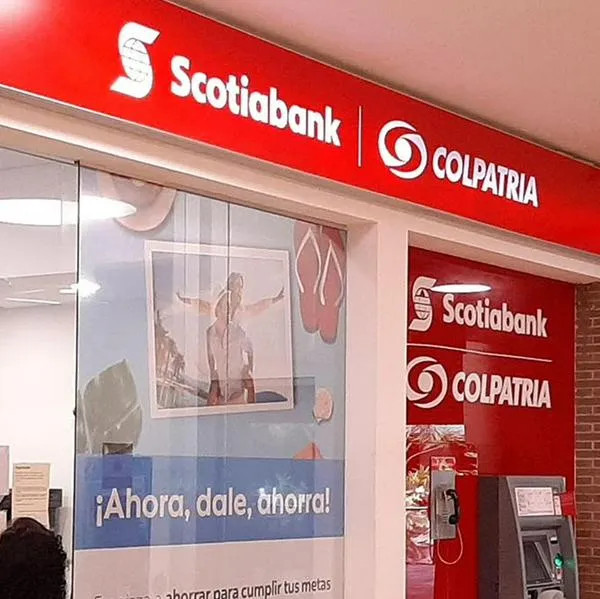 Scotiabank
COLPATRIA
Scotiabank
COLPATRIA
¡Ahora, dale, ahorra!
a ahorrar para cumplir tus metas